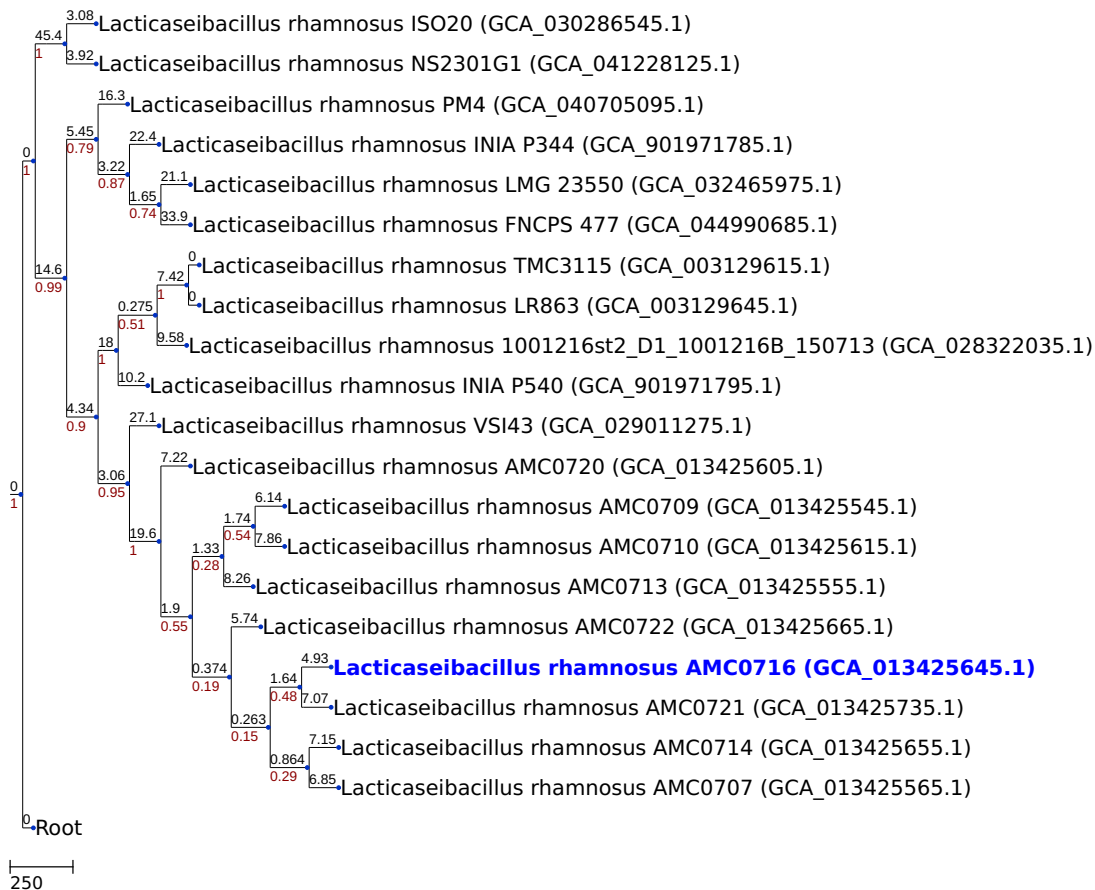 3.08 Lacticaseibacillus rhamnosus ISO20 (GCA_030286545.1)
45.4
1
3.92 Lacticaseibacillus rhamnosus NS2301G1 (GCA_041228125.1)
16.3 Lacticaseibacillus rhamnosus PM4 (GCA_040705095.1)
5.45
0.79
22.4 Lacticaseibacillus rhamnosus INIA P344 (GCA_901971785.1)
0
1
3.22
0.87
21.1 Lacticaseibacillus rhamnosus LMG 23550 (GCA_032465975.1)
1.65
0.74
33.9 Lacticaseibacillus rhamnosus FNCPS 477 (GCA_044990685.1)
0 Lacticaseibacillus rhamnosus TMC3115 (GCA_003129615.1)
14.6
0.99
7.42
1
0 Lacticaseibacillus rhamnosus LR863 (GCA_003129645.1)
0.275
0.51
9.58 Lacticaseibacillus rhamnosus 1001216st2_D1_1001216B_150713 (GCA_028322035.1)
18
1
10.2 Lacticaseibacillus rhamnosus INIA P540 (GCA_901971795.1)
4.34
0.9
27.1 Lacticaseibacillus rhamnosus VSI43 (GCA_029011275.1)
7.22 Lacticaseibacillus rhamnosus AMC0720 (GCA_013425605.1)
3.06
0.95
0
1
6.14 Lacticaseibacillus rhamnosus AMC0709 (GCA_013425545.1)
1.74
0.54
19.6
1
7.86 Lacticaseibacillus rhamnosus AMC0710 (GCA_013425615.1)
1.33
0.28
8.26 Lacticaseibacillus rhamnosus AMC0713 (GCA_013425555.1)
1.9
0.55
5.74 Lacticaseibacillus rhamnosus AMC0722 (GCA_013425665.1)
4.93 Lacticaseibacillus rhamnosus AMC0716 (GCA_013425645.1)
0.374
0.19
1.64
0.48
7.07 Lacticaseibacillus rhamnosus AMC0721 (GCA_013425735.1)
0.263
0.15
7.15 Lacticaseibacillus rhamnosus AMC0714 (GCA_013425655.1)
0.864
0.29
6.85 Lacticaseibacillus rhamnosus AMC0707 (GCA_013425565.1)
0 Root
250